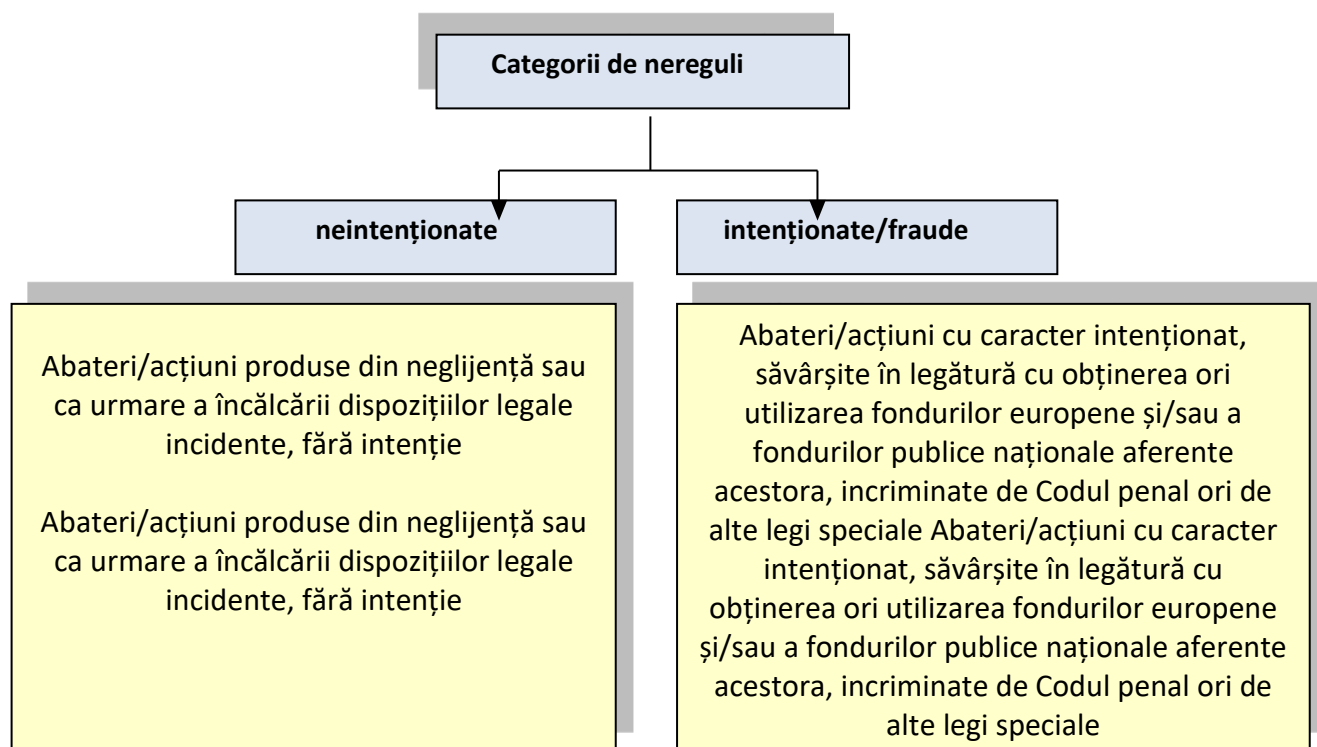 Categorii de nereguli
neintenționate
intenționate/fraude
Abateri/acțiuni produse din neglijență sau
ca urmare a încălcării dispozițiilor legale
incidente, fără intenție
Abateri/acțiuni produse din neglijență sau
ca urmare a încălcării dispozițiilor legale
incidente, fără intenție
Abateri/acțiuni cu caracter intenționat,
săvârșite în legătură cu obținerea ori
utilizarea fondurilor europene și/sau a
fondurilor publice naționale aferente
acestora, incriminate de Codul penal ori de
alte legi speciale Abateri/acțiuni cu caracter
intenționat, săvârșite în legătură cu
obținerea ori utilizarea fondurilor europene
și/sau a fondurilor publice naționale aferente
acestora, incriminate de Codul penal ori de
alte legi speciale